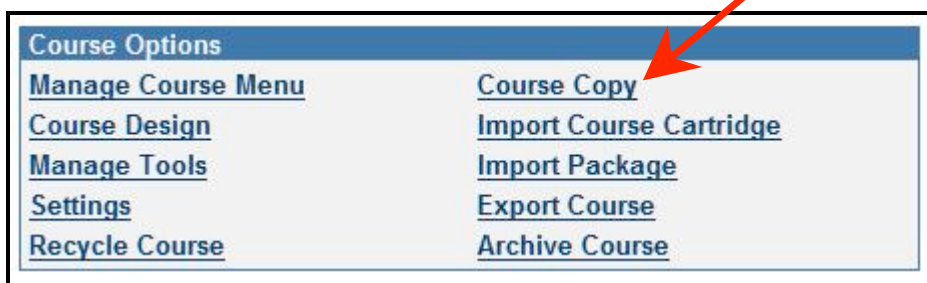 Course Options
Manage Course Menu
Course Design
Manage Tools
Settings
Recycle Course
Course Copy
Import Course Cartridge
Import Package
Export Course
Archive Course